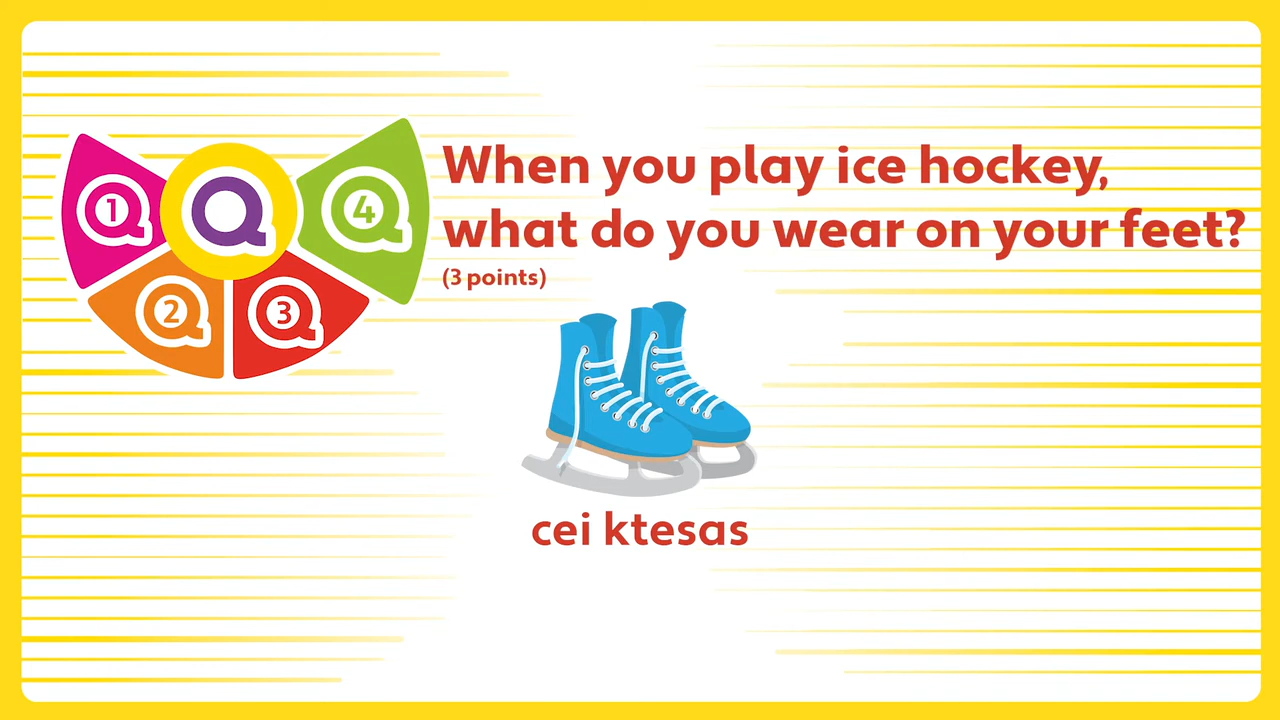 When you play ice hockey,
what do you wear on your feet?
(3 points)
1 Q 4
2 3
cei ktesas